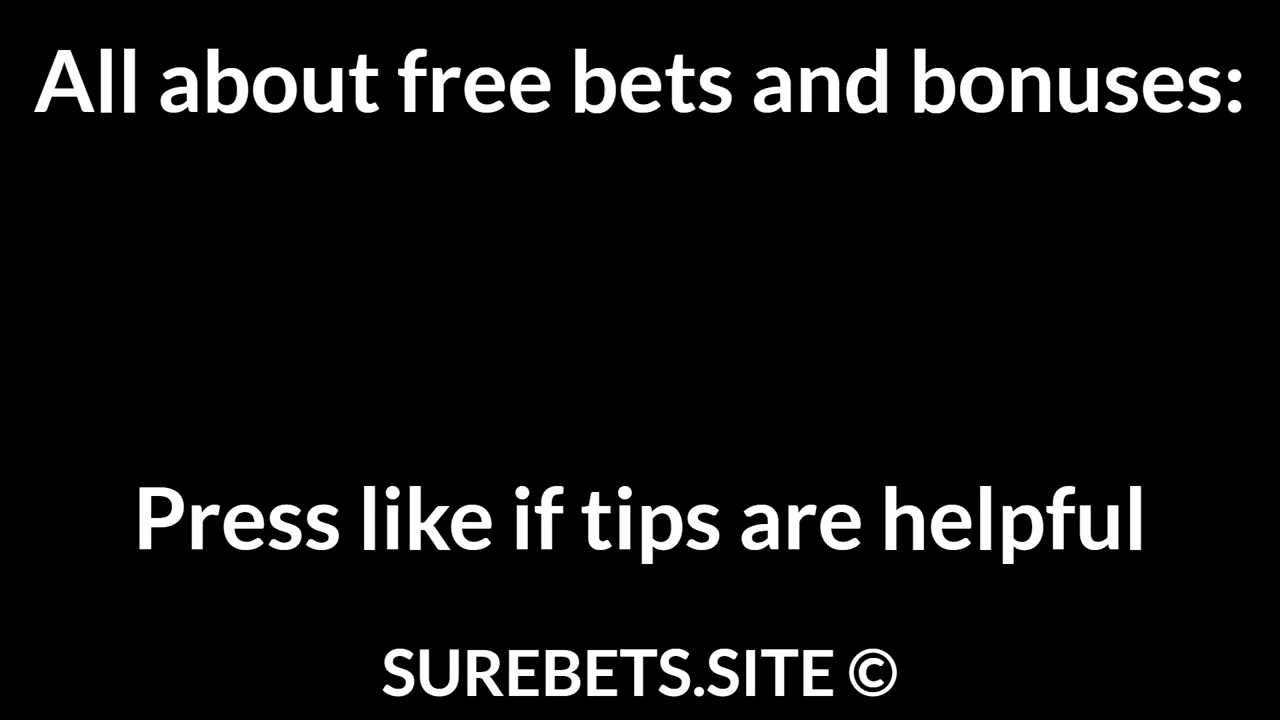 All about free bets and bonuses:
Press like if tips are helpful
SUREBETS.SITE ©